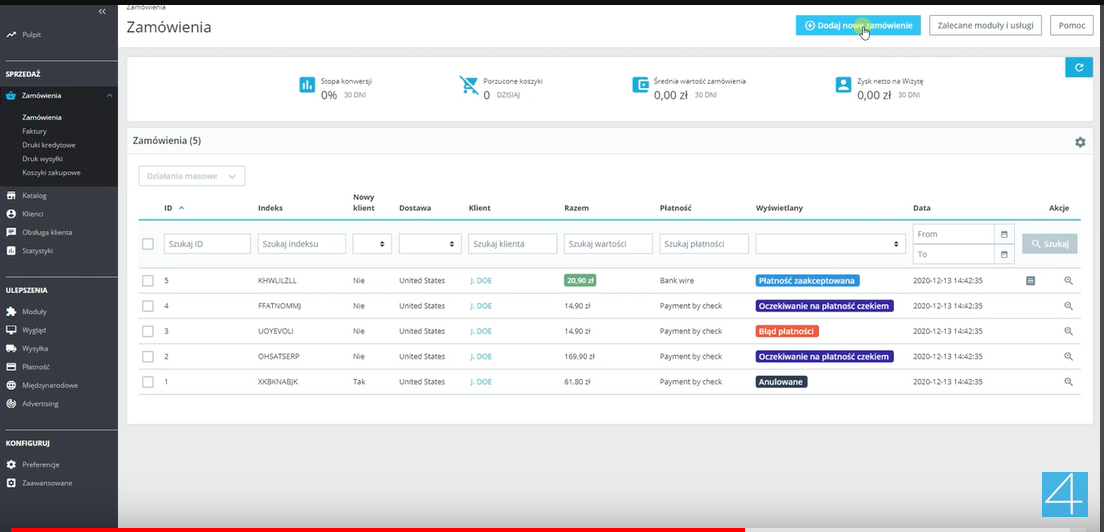 Zamówienia
Zamówienia
Dodaj nowe zamówienie
Zalecane moduły i usługi
Pomoc
Pulpit
SPRZEDAŻ
Zamówienia
Zamówienia
Faktury
Druki kredytowe
Druk wysyłki
Koszyki zakupowe
Katalog
Klienci
Obsługa klienta
Statystyki
ULEPSZENIA
Moduły
Wygląd
Wysyłka
Płatność
Międzynarodowe
Advertising
KONFIGURUJ
Preferencje
Zaawansowane
Stopa konwersji
0% 30 DNI
Porzucone koszyki
0 DZISIAJ
Średnia wartość zamówienia
0,00 zł 30 DNI
Zysk netto na Wizytę
0,00 zł 30 DNI
Zamówienia (5)
Działania masowe
ID Indeks Nowy klient Dostawa Klient Razem Płatność Wyświetlany Data Akcje
Szukaj ID Szukaj indeksu Szukaj klienta Szukaj wartości Szukaj płatności From Szukaj
To
5 KHWLILZLL Nie United States J. DOE 20,90 zł Bank wire Płatność zaakceptowana 2020-12-13 14:42:35
4 FFATNOMMJ Nie United States J. DOE 14,90 zł Payment by check Oczekiwanie na płatność czekiem 2020-12-13 14:42:35
3 UOYEVOLI Nie United States J. DOE 14,90 zł Payment by check Błąd płatności 2020-12-13 14:42:35
2 OHSATSERP Nie United States J. DOE 169,90 zł Payment by check Oczekiwanie na płatność czekiem 2020-12-13 14:42:35
1 XKBKNABJK Tak United States J. DOE 61,80 zł Payment by check Anulowane 2020-12-13 14:42:35
4